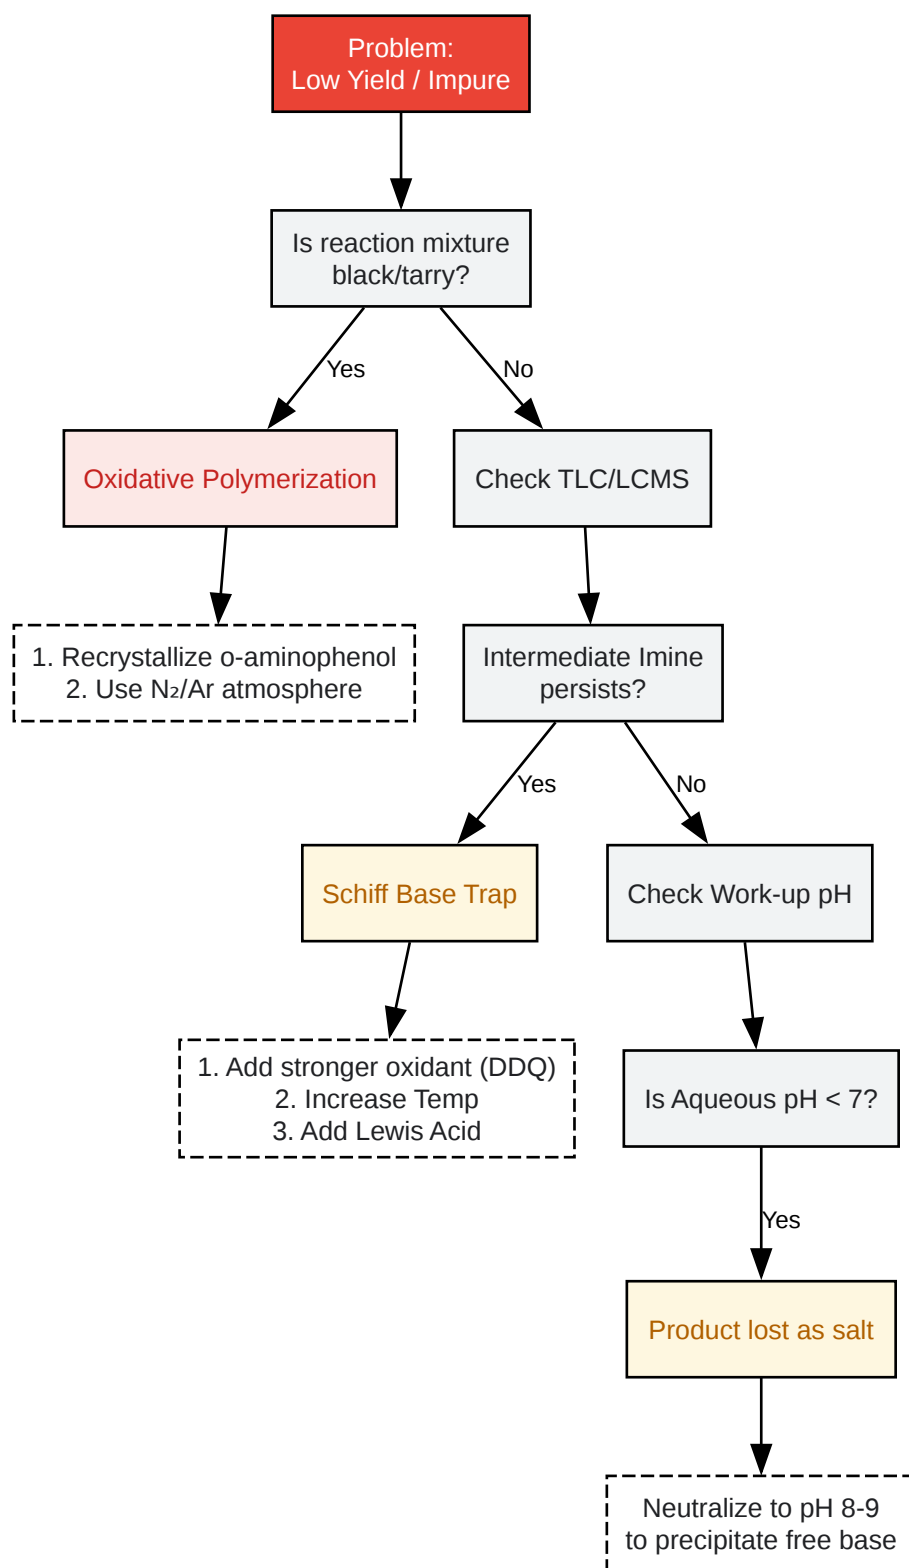 Problem:
Low Yield / Impure
Is reaction mixture
black/tarry?
Yes
No
Oxidative Polymerization
Check TLC/LCMS
1. Recrystallize o-aminophenol
2. Use N₂/Ar atmosphere
Intermediate Imine
persists?
Yes
No
Schiff Base Trap
Check Work-up pH
1. Add stronger oxidant (DDQ)
2. Increase Temp
3. Add Lewis Acid
Is Aqueous pH < 7?
Yes
Product lost as salt
Neutralize to pH 8-9
to precipitate free base